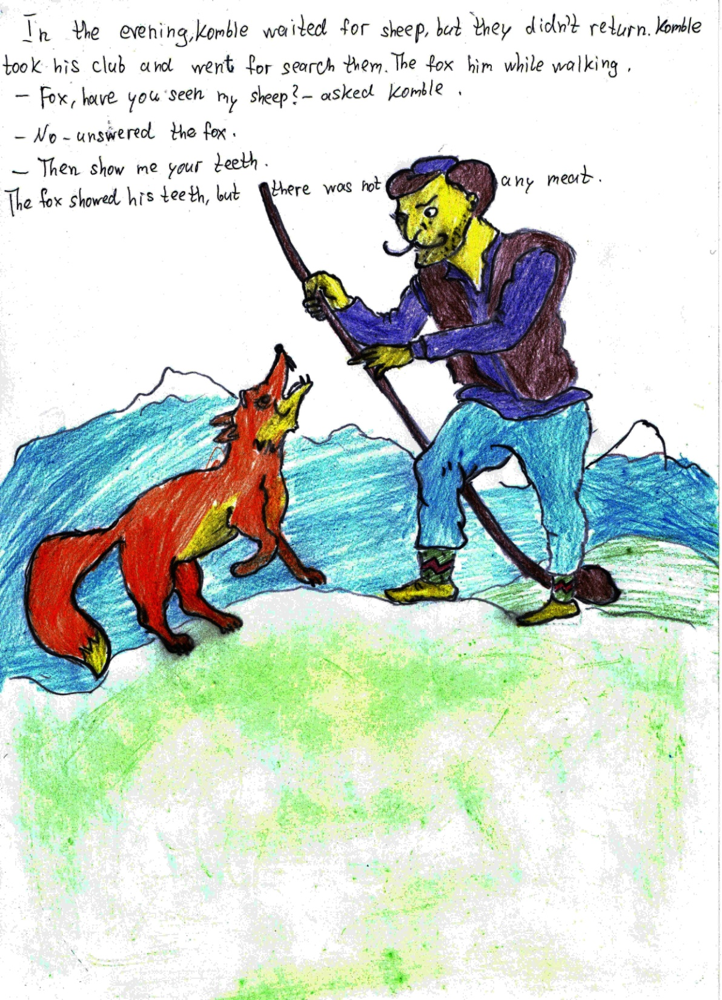 In the evening, Komble waited for sheep, but they didn't return. Komble
took his club and went for search them. The fox him while walking.
- Fox, have you seen my sheep? - asked Komble.
- No - unswered the fox.
- Then show me your teeth.
The fox showed his teeth, but there was not any meat.